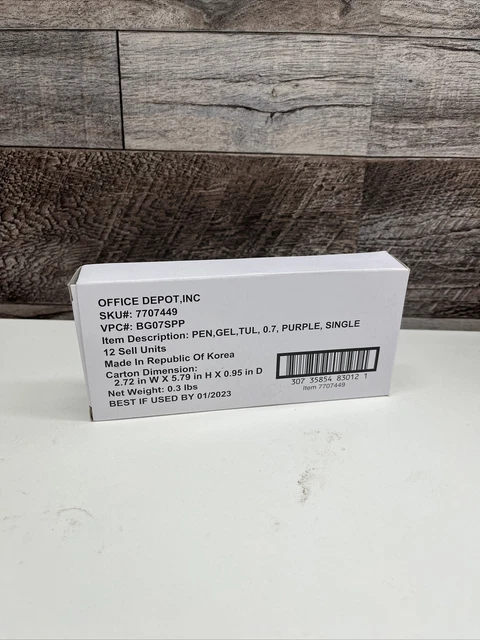 OFFICE DEPOT,INC
SKU#: 7707449
VPC#: BG07SPP
Item Description: PEN,GEL,TUL, 0.7, PURPLE, SINGLE
12 Sell Units
Made In Republic Of Korea
Carton Dimension:
2.72 in W X 5.79 in H X 0.95 in D
Net Weight: 0.3 lbs
BEST IF USED BY 01/2023
307 35854 83012 1
Item 7707449